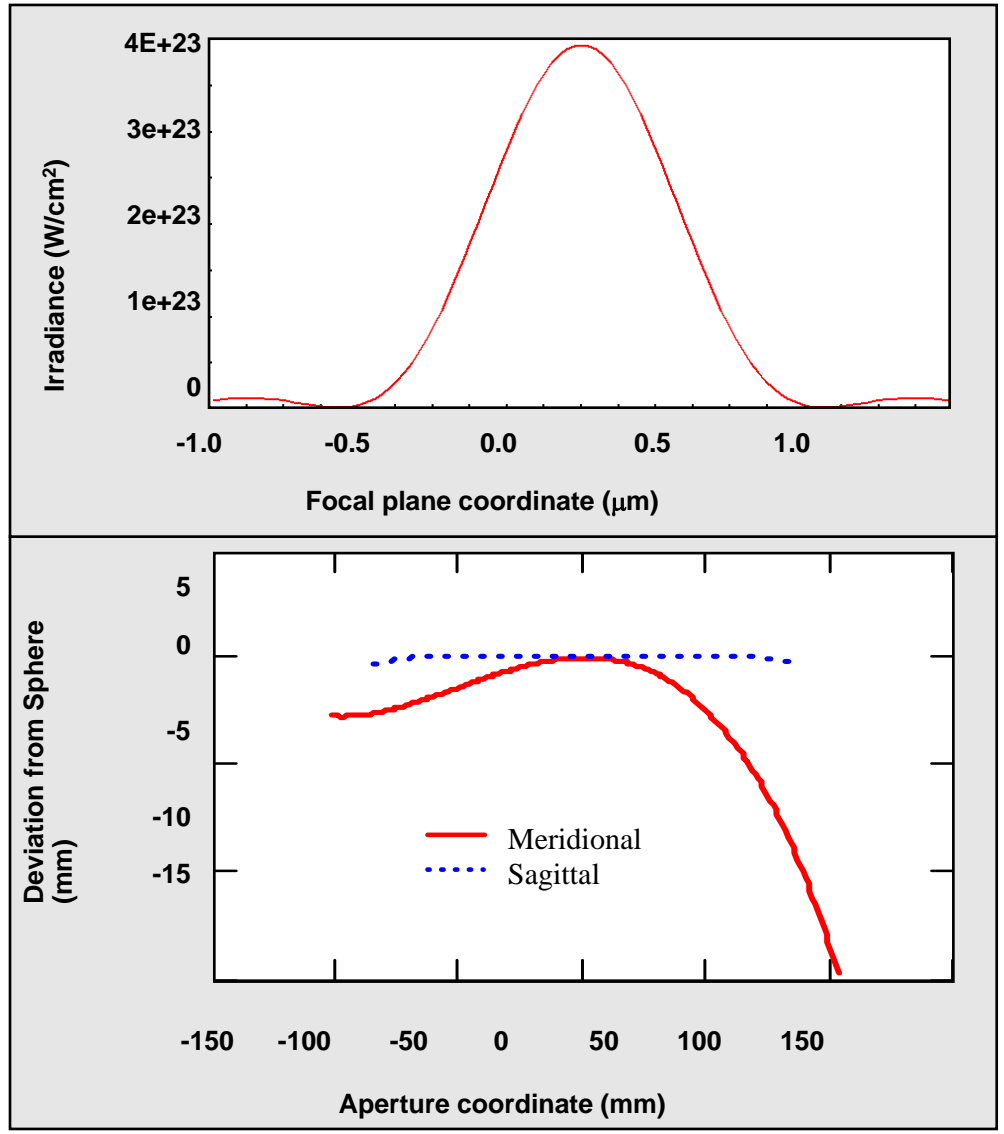 4E+23
3e+23
2e+23
1e+23
0
Irradiance (W/cm²)
-1.0 -0.5 0.0 0.5 1.0
Focal plane coordinate (μm)
5
0
-5
-10
-15
Deviation from Sphere
(mm)
Meridional
Sagittal
-150 -100 -50 0 50 100 150
Aperture coordinate (mm)